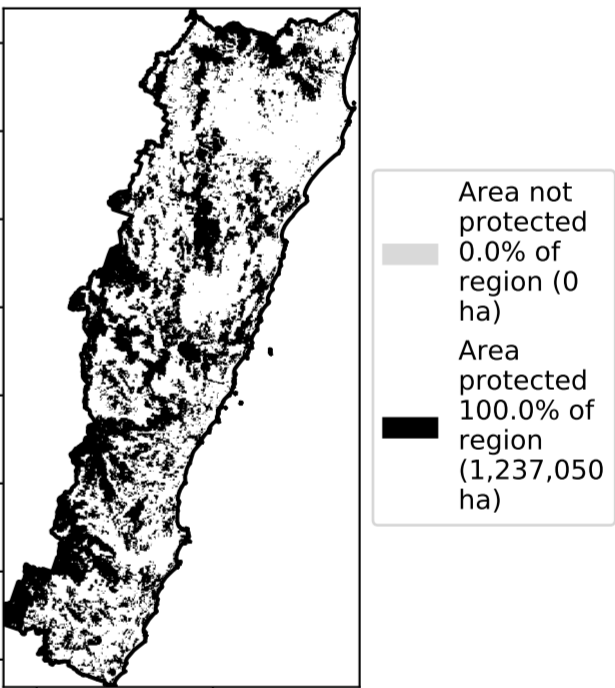 Area not
protected
0.0% of
region (0
ha)
Area
protected
100.0% of
region
(1,237,050
ha)